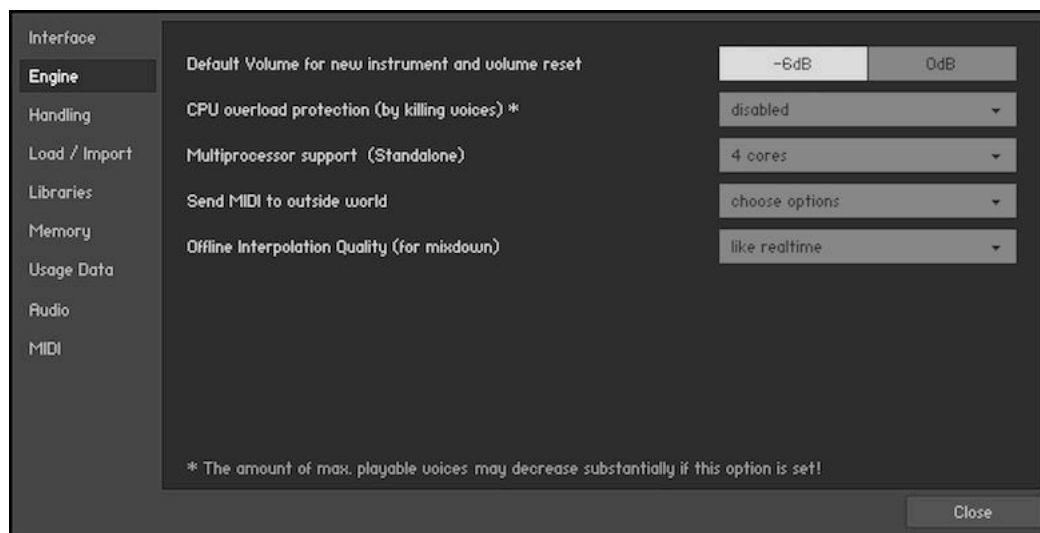 Interface
Engine
Handling
Load / Import
Libraries
Memory
Usage Data
Audio
MIDI
Default Volume for new instrument and volume reset
-6dB
0dB
CPU overload protection (by killing voices) *
disabled
Multiprocessor support (Standalone)
4 cores
Send MIDI to outside world
choose options
Offline Interpolation Quality (for mixdown)
like realtime
* The amount of max. playable voices may decrease substantially if this option is set!
Close